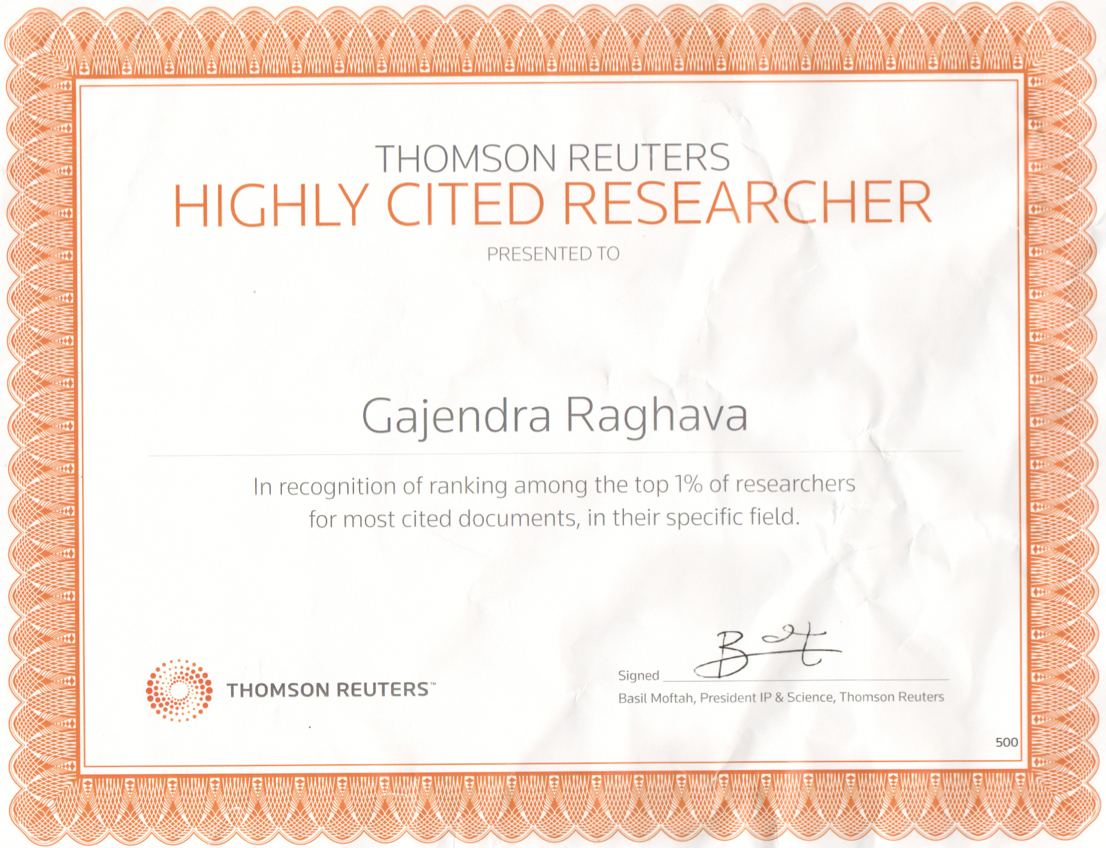 THOMSON REUTERS
HIGHLY CITED RESEARCHER
PRESENTED TO
Gajendra Raghava
In recognition of ranking among the top 1% of researchers
for most cited documents, in their specific field.
THOMSON REUTERS™
Signed
Basil Moftah, President IP & Science, Thomson Reuters
500